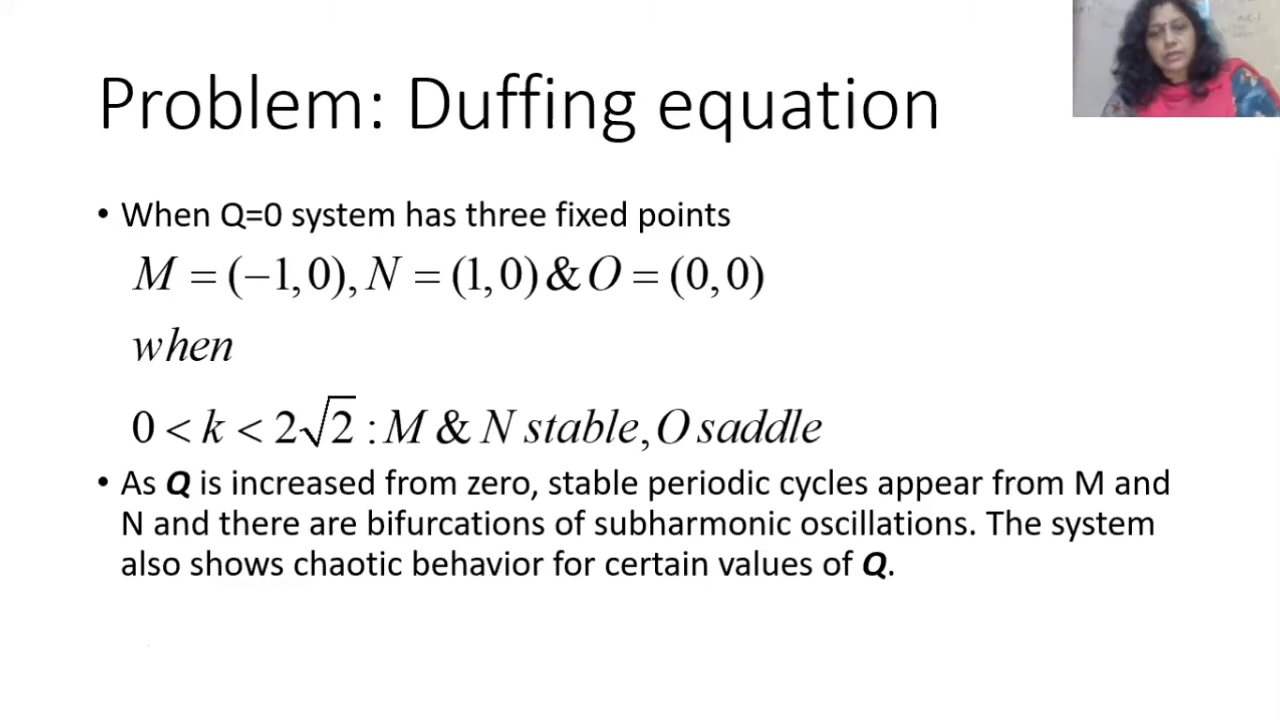 Problem: Duffing equation
• When Q=0 system has three fixed points
M = (−1,0), N = (1,0) & O = (0,0)
when
0 < k < 2√2 : M & N stable, O saddle
• As Q is increased from zero, stable periodic cycles appear from M and
N and there are bifurcations of subharmonic oscillations. The system
also shows chaotic behavior for certain values of Q.